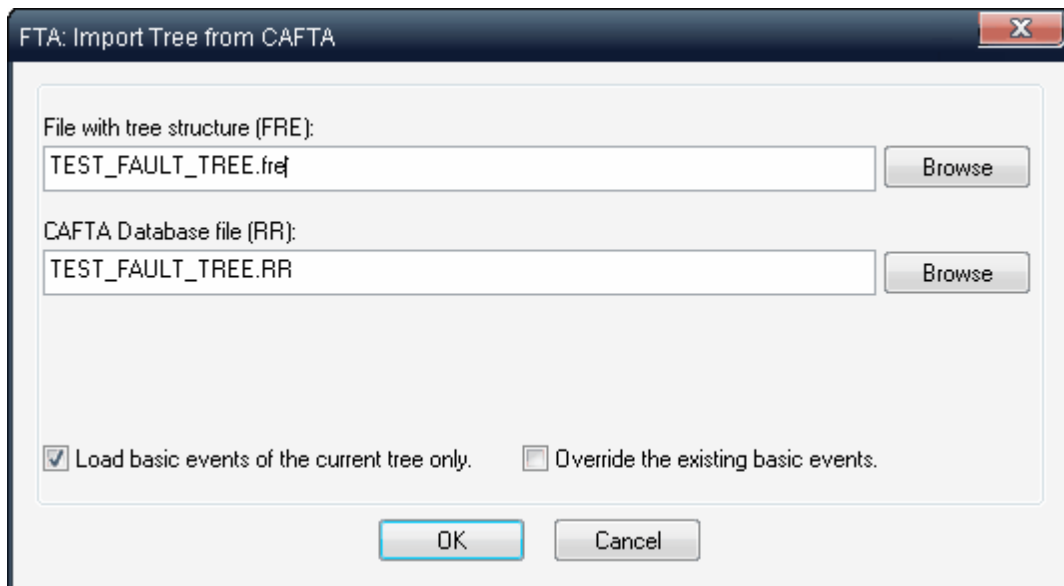 FTA: Import Tree from CAFTA
File with tree structure (FRE):
TEST_FAULT_TREE.fre
Browse
CAFTA Database file (RR):
TEST_FAULT_TREE.RR
Browse
Load basic events of the current tree only.
Override the existing basic events.
OK
Cancel